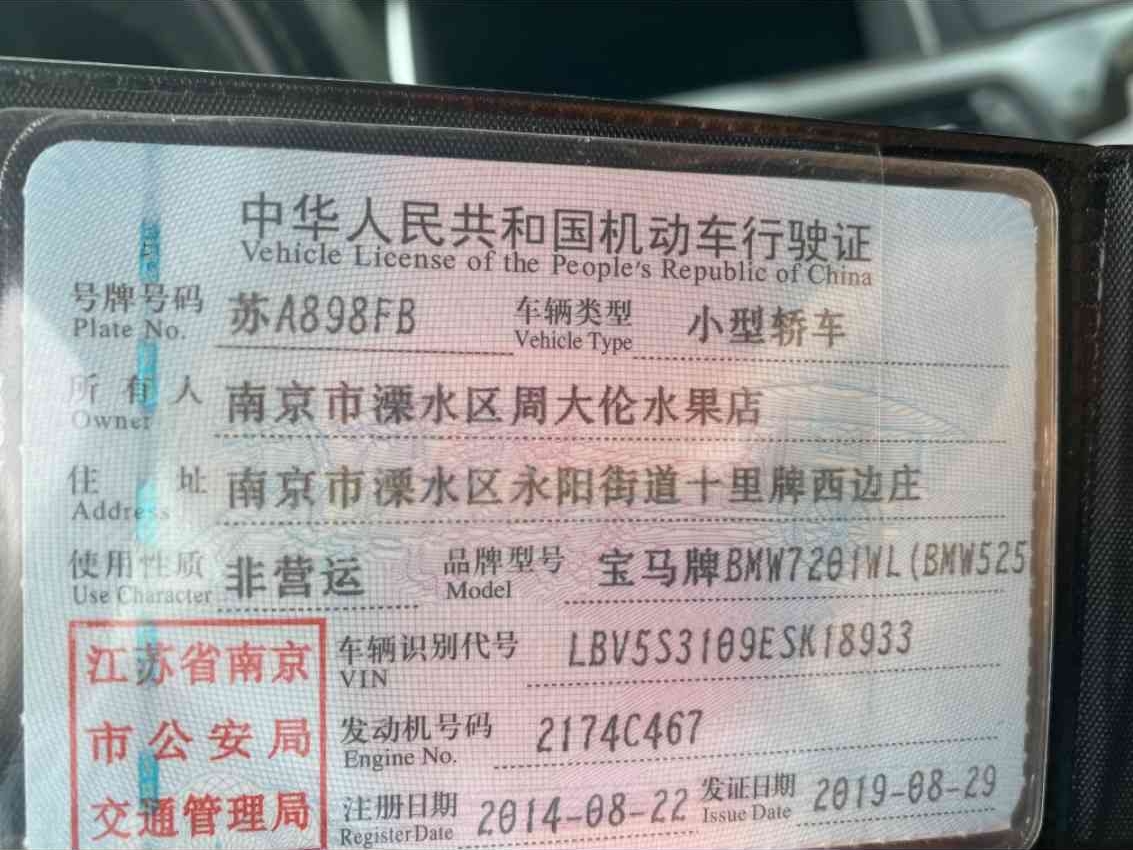 中华人民共和国机动车行驶证
Vehicle License of the People's Republic of China
号牌号码 苏A898FB 车辆类型 小型轿车
Plate No. Vehicle Type
所有人 南京市溧水区周大伦水果店
Owner
住址 南京市溧水区永阳街道十里牌西边庄
Address
使用性质 非营运 品牌型号 宝马牌BMW7201WL(BMW525
Use Character Model
江苏省南京
市公安局
交通管理局
车辆识别代号 LBV5S3109ESK18933
VIN
发动机号码 2174C467
Engine No.
注册日期 2014-08-22 发证日期 2019-08-29
Register Date Issue Date